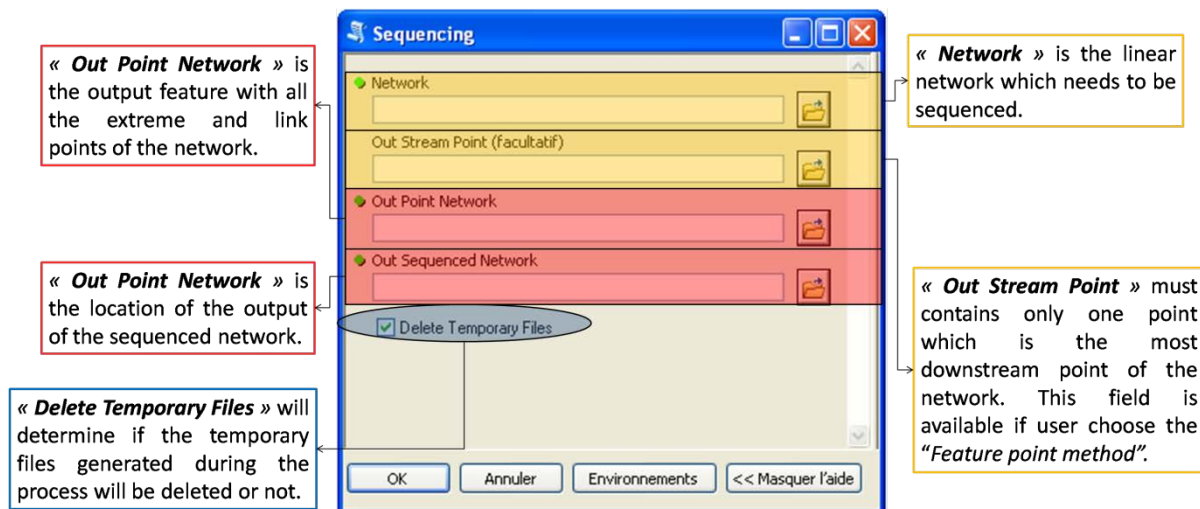 Sequencing
Network
Out Stream Point (facultatif)
Out Point Network
Out Sequenced Network
Delete Temporary Files
OK
Annuler
Environnements
<< Masquer l'aide
« Out Point Network » is
the output feature with all
the extreme and link
points of the network.
« Out Point Network » is
the location of the output
of the sequenced network.
« Delete Temporary Files » will
determine if the temporary
files generated during the
process will be deleted or not.
« Network » is the linear
network which needs to be
sequenced.
« Out Stream Point » must
contains only one point
which is the most
downstream point of the
network. This field is
available if user choose the
“Feature point method”.